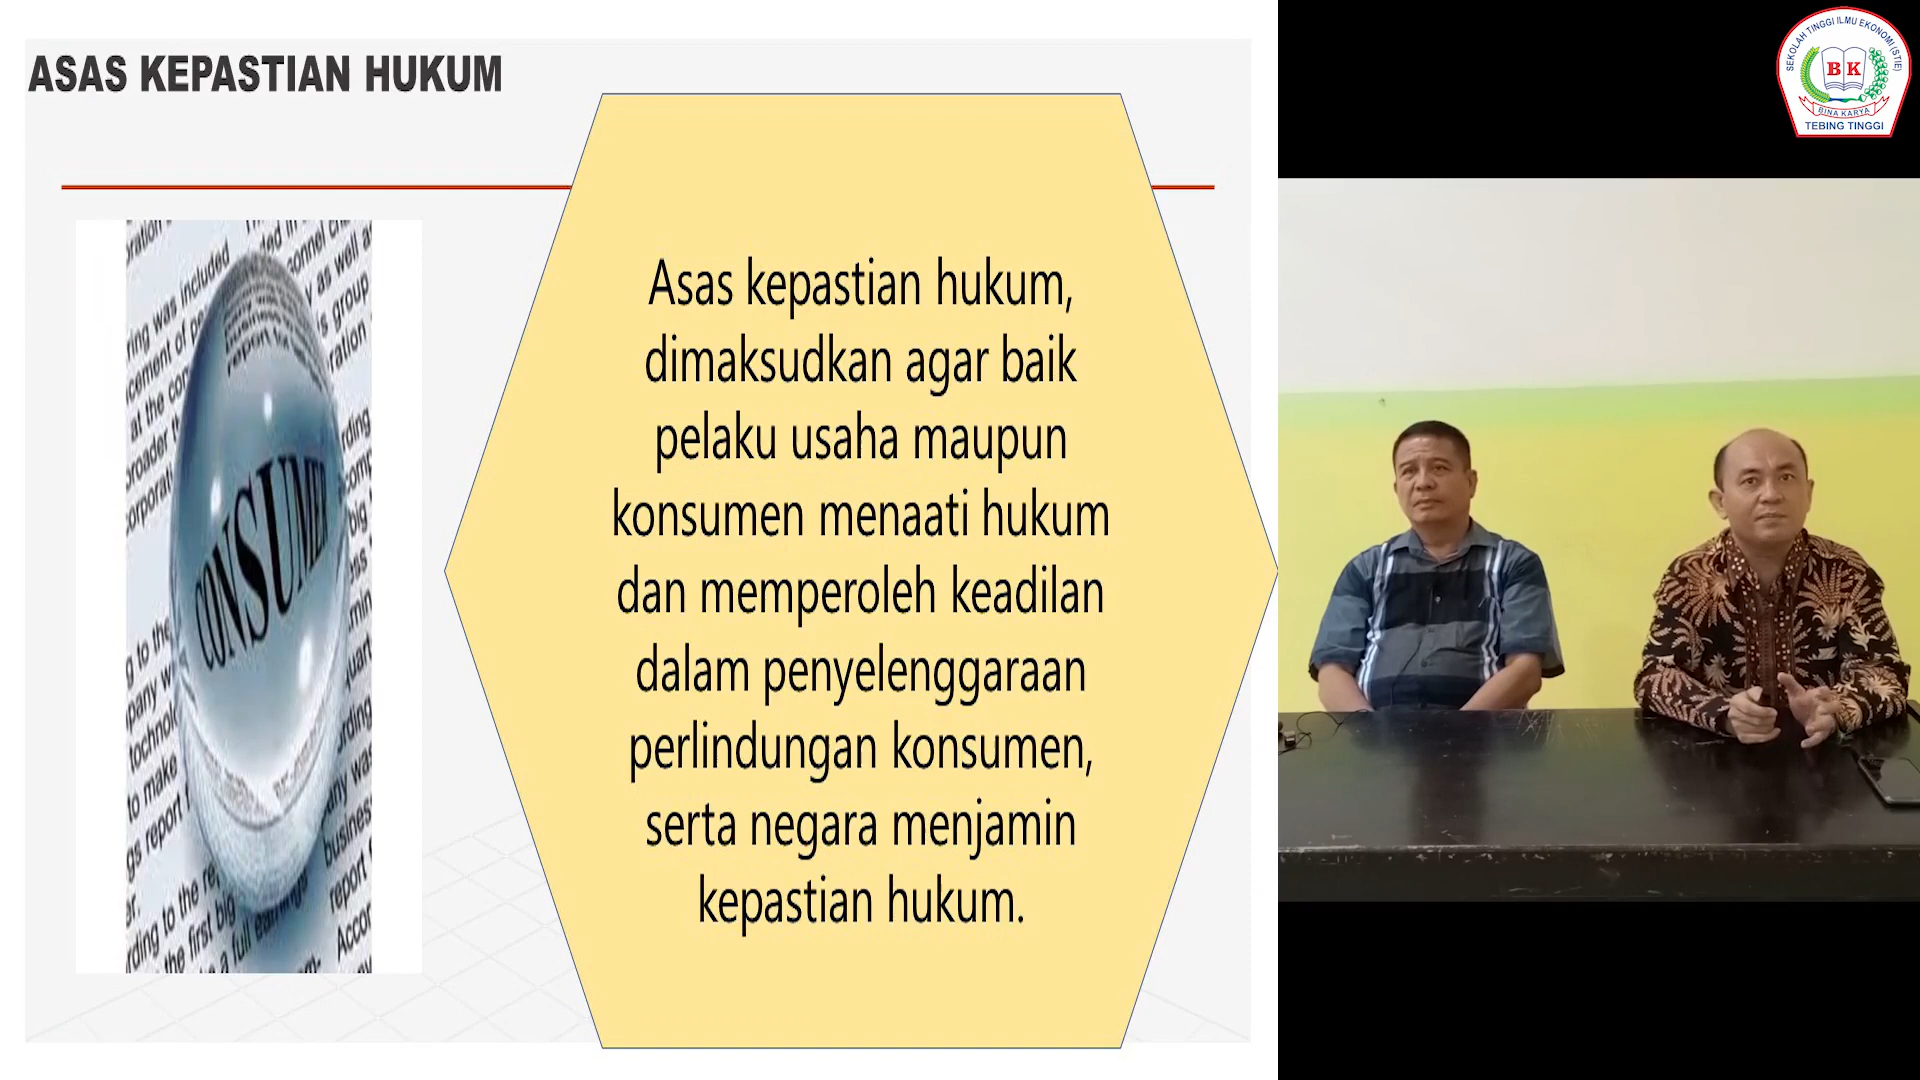 ASAS KEPASTIAN HUKUM
Asas kepastian hukum,
dimaksudkan agar baik
pelaku usaha maupun
konsumen menaati hukum
dan memperoleh keadilan
dalam penyelenggaraan
perlindungan konsumen,
serta negara menjamin
kepastian hukum.
CONSUMER
SEKOLAH TINGGI ILMU EKONOMI (STIE)
B K
BINA KARYA
TEBING TINGGI